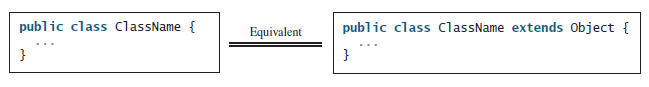 public class ClassName {
...
}
Equivalent
public class ClassName extends Object {
...
}